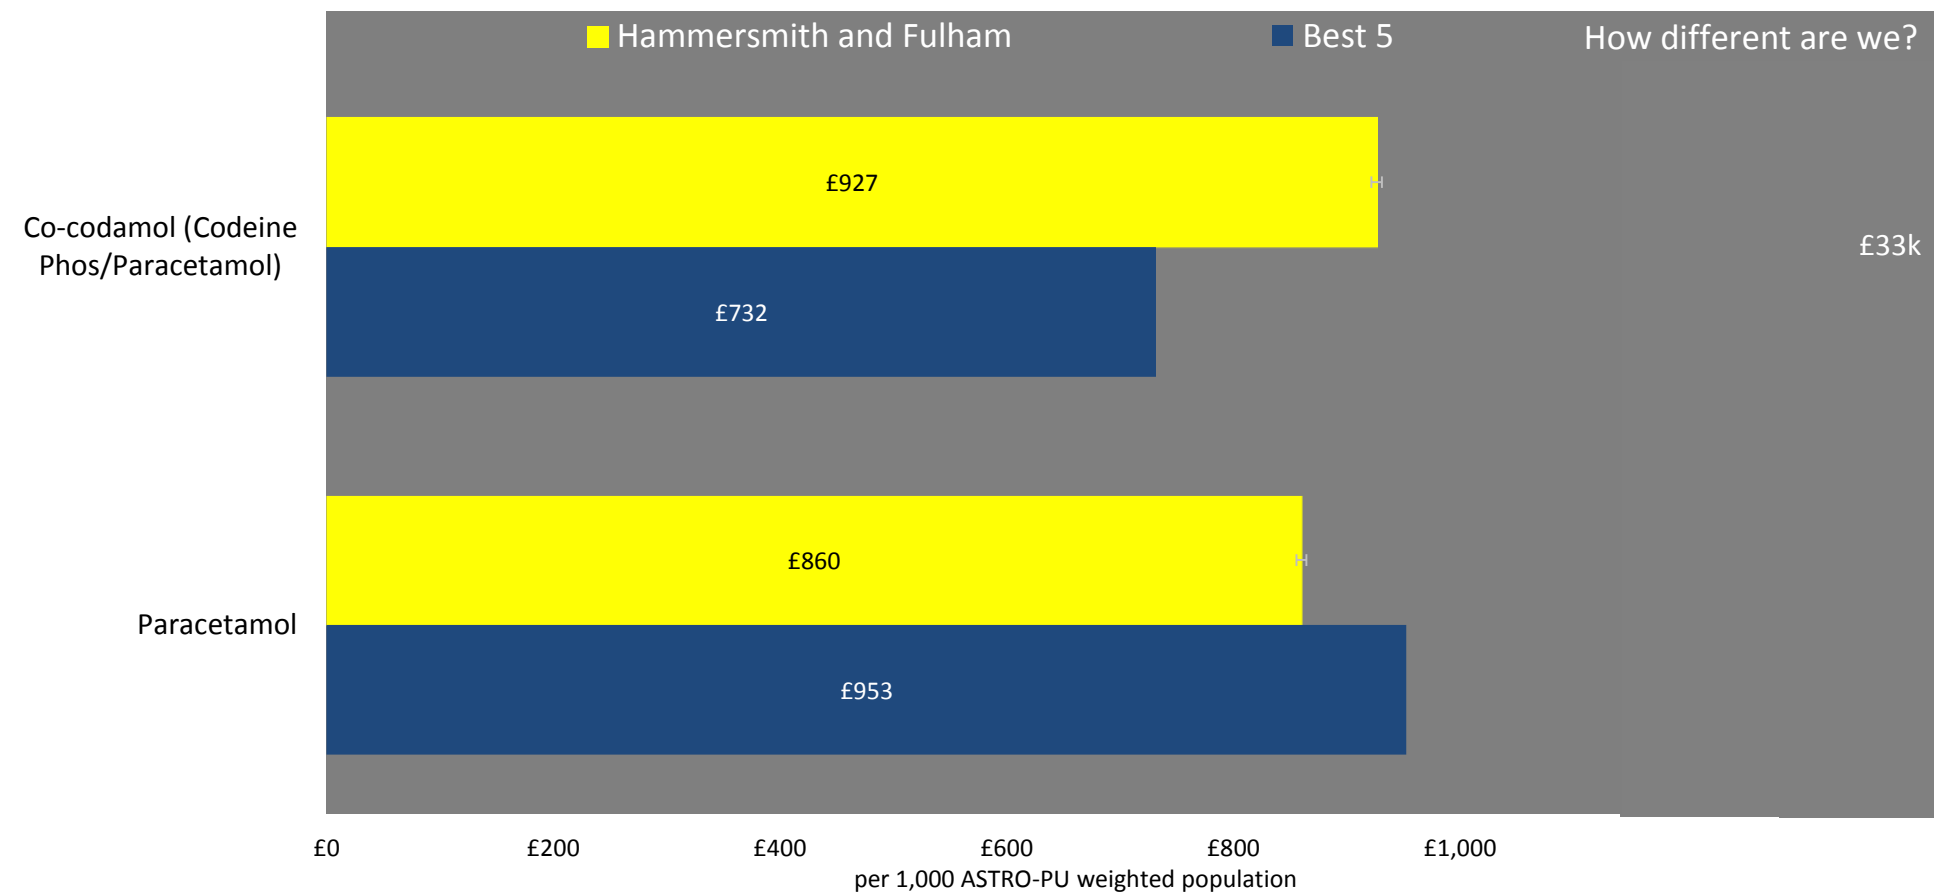 Hammersmith and Fulham
Best 5
How different are we?
Co-codamol (Codeine
Phos/Paracetamol)
£927
£732
£33k
Paracetamol
£860
£953
£0
£200
£400
£600
£800
£1,000
per 1,000 ASTRO-PU weighted population